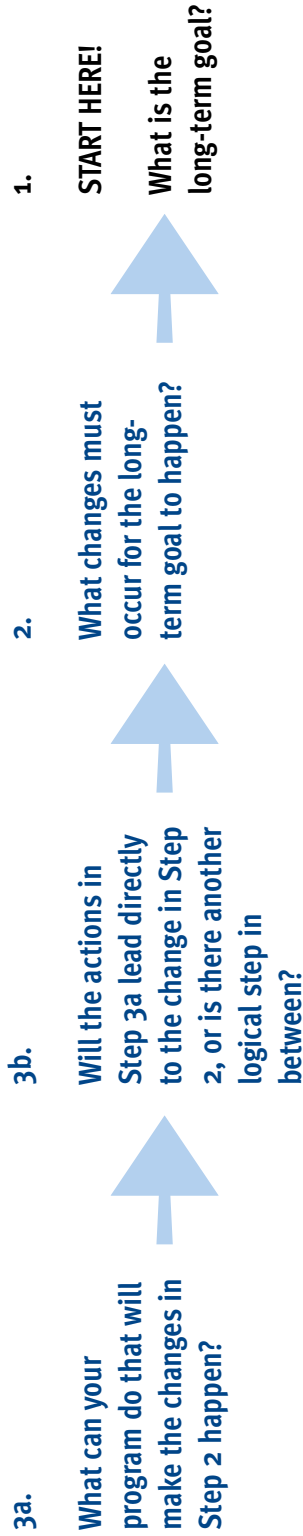 3a.
What can your
program do that will
make the changes in
Step 2 happen?
3b.
Will the actions in
Step 3a lead directly
to the change in Step
2, or is there another
logical step in
between?
2.
What changes must
occur for the long-
term goal to happen?
1.
START HERE!
What is the
long-term goal?